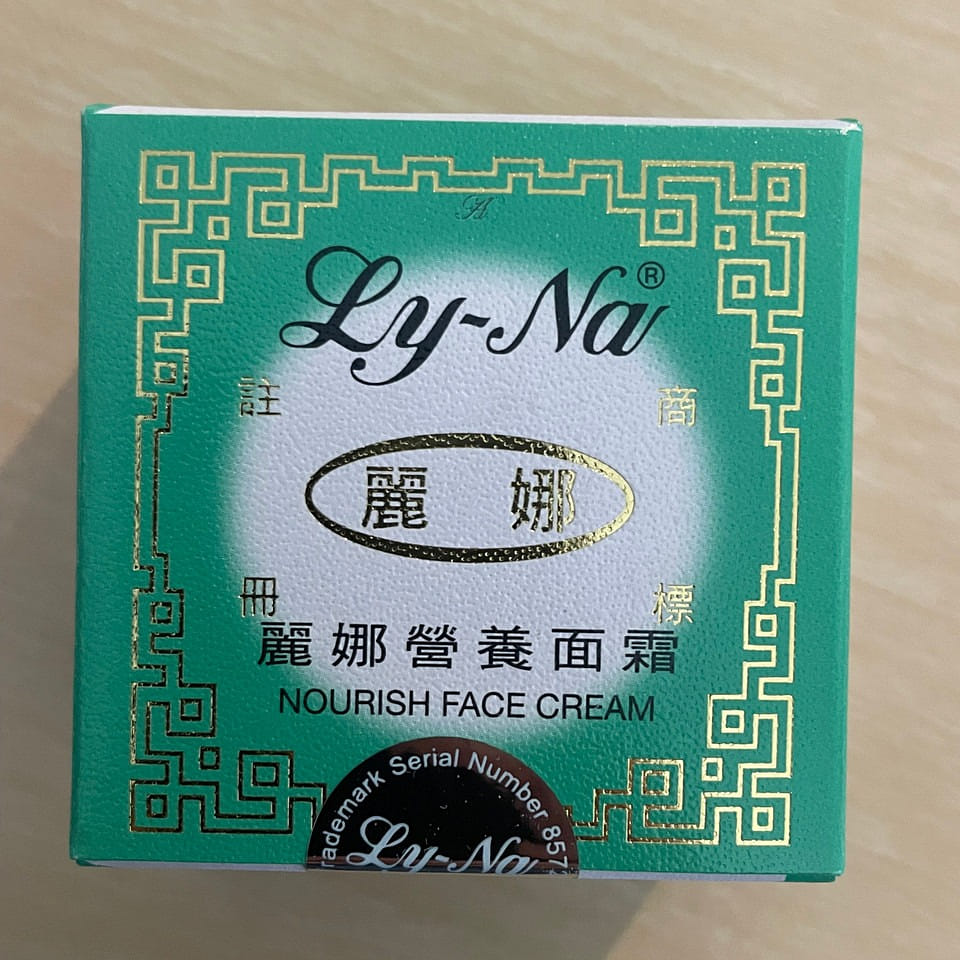 Ly-Na®
註 商
麗 娜
冊 標
麗娜營養面霜
NOURISH FACE CREAM
Trademark Serial Number 857
Ly-Na